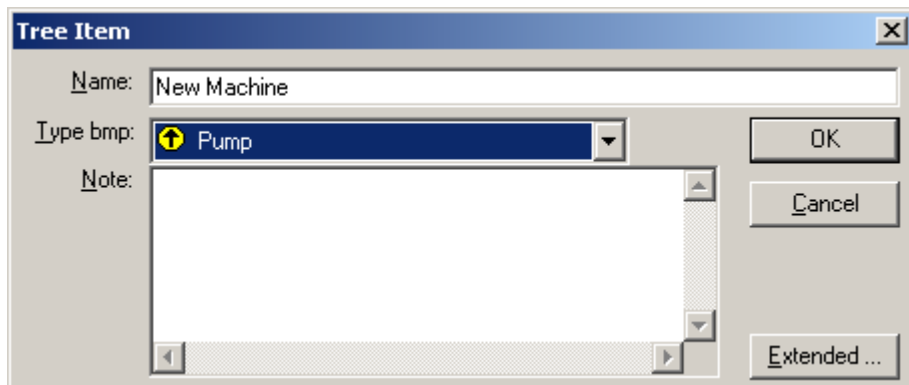 Tree Item
Name: New Machine
Type bmp: Pump
OK
Note:
Cancel
Extended ...